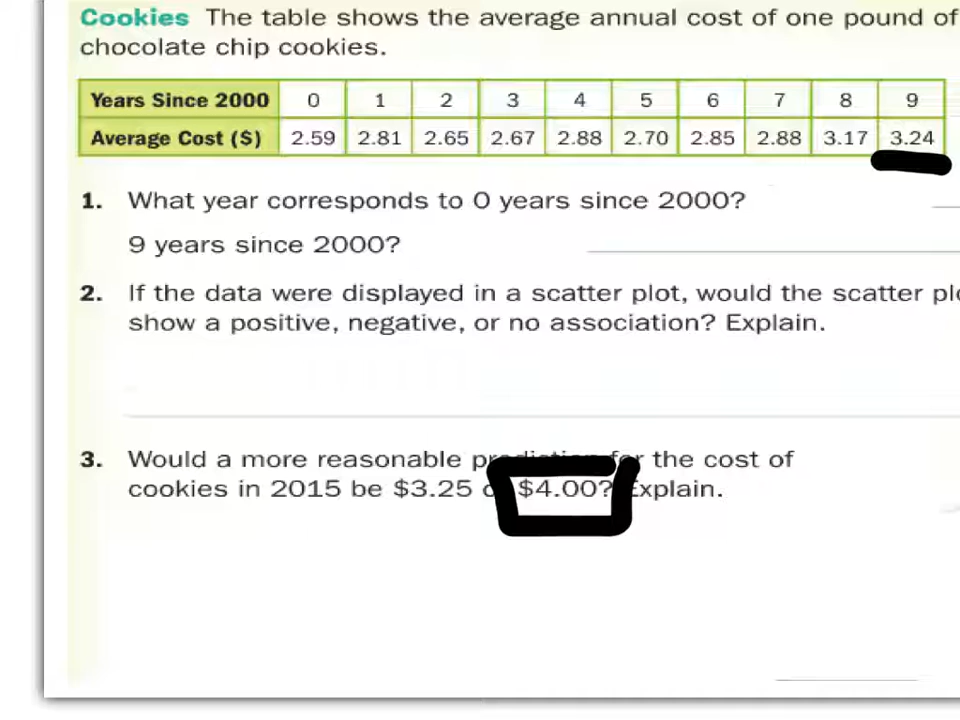 Cookies The table shows the average annual cost of one pound of
chocolate chip cookies.
Years Since 2000 0 1 2 3 4 5 6 7 8 9
Average Cost ($) 2.59 2.81 2.65 2.67 2.88 2.70 2.85 2.88 3.17 3.24
1. What year corresponds to 0 years since 2000?
9 years since 2000?
2. If the data were displayed in a scatter plot, would the scatter
show a positive, negative, or no association? Explain.
3. Would a more reasonable prediction for the cost of
cookies in 2015 be $3.25 $4.00? Explain.